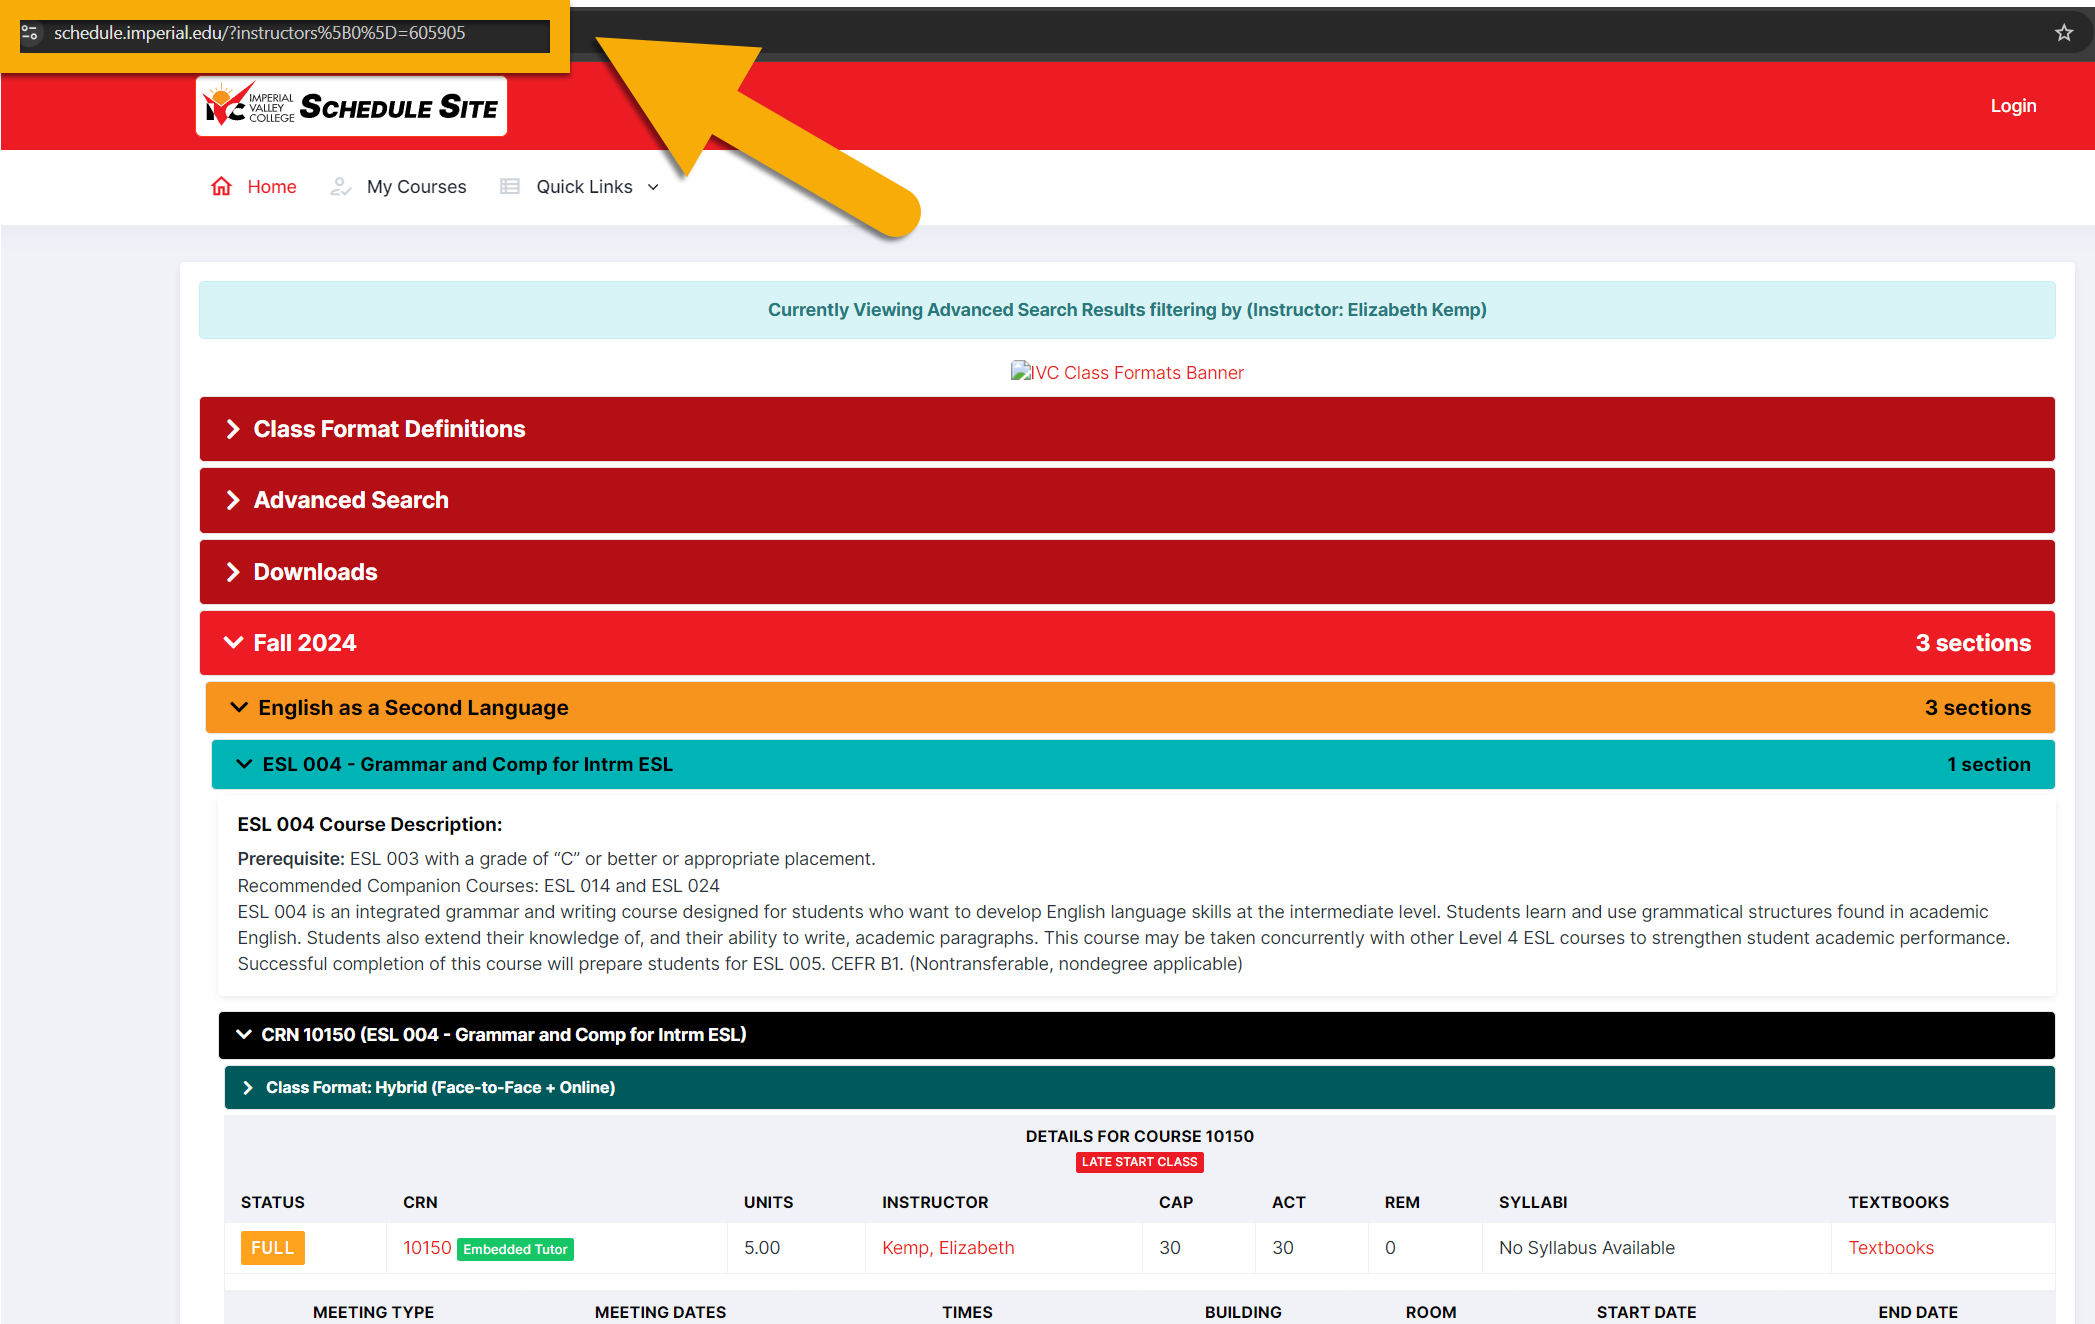 schedule.imperial.edu/?instructors%5B0%5D=605905
IMPERIAL
VALLEY
COLLEGE
SCHEDULE SITE
Login
Home
My Courses
Quick Links
Currently Viewing Advanced Search Results filtering by (Instructor: Elizabeth Kemp)
IVC Class Formats Banner
Class Format Definitions
Advanced Search
Downloads
Fall 2024 3 sections
English as a Second Language 3 sections
ESL 004 - Grammar and Comp for Intrm ESL 1 section
ESL 004 Course Description:
Prerequisite: ESL 003 with a grade of “C” or better or appropriate placement.
Recommended Companion Courses: ESL 014 and ESL 024
ESL 004 is an integrated grammar and writing course designed for students who want to develop English language skills at the intermediate level. Students learn and use grammatical structures found in academic
English. Students also extend their knowledge of, and their ability to write, academic paragraphs. This course may be taken concurrently with other Level 4 ESL courses to strengthen student academic performance.
Successful completion of this course will prepare students for ESL 005. CEFR B1. (Nontransferable, nondegree applicable)
CRN 10150 (ESL 004 - Grammar and Comp for Intrm ESL)
Class Format: Hybrid (Face-to-Face + Online)
DETAILS FOR COURSE 10150
LATE START CLASS
STATUS CRN UNITS INSTRUCTOR CAP ACT REM SYLLABI TEXTBOOKS
FULL 10150 Embedded Tutor 5.00 Kemp, Elizabeth 30 30 0 No Syllabus Available Textbooks
MEETING TYPE MEETING DATES TIMES BUILDING ROOM START DATE END DATE